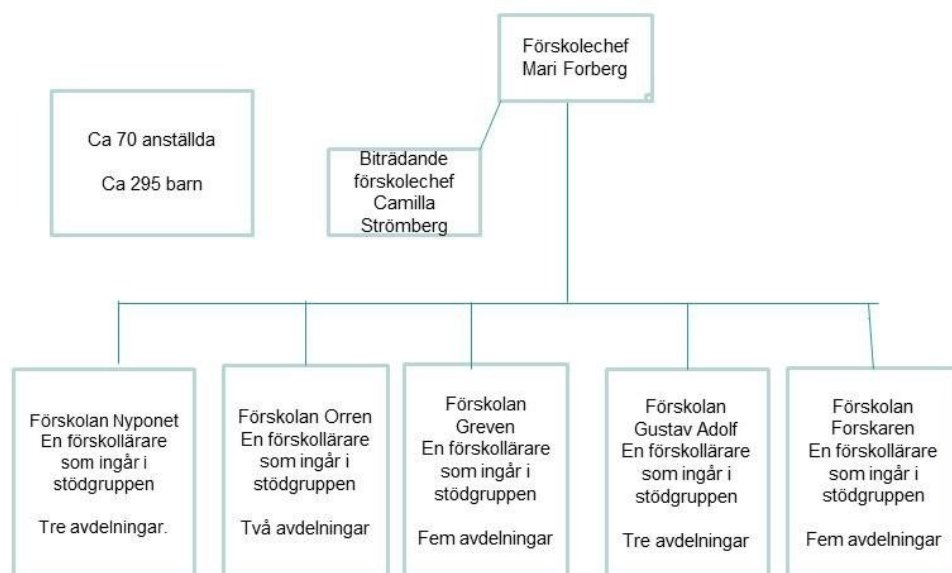 Förskolechef
Mari Forberg
Ca 70 anställda
Ca 295 barn
Biträdande
förskolechef
Camilla
Strömberg
Förskolan Nyponet
En förskollärare
som ingår i
stödgruppen
Tre avdelningar.
Förskolan Orren
En förskollärare
som ingår i
stödgruppen
Två avdelningar
Förskolan
Greven
En förskollärare
som ingår i
stödgruppen
Fem avdelningar
Förskolan
Gustav Adolf
En förskollärare
som ingår i
stödgruppen
Tre avdelningar
Förskolan
Forskaren
En förskollärare
som ingår i
stödgruppen
Fem avdelningar